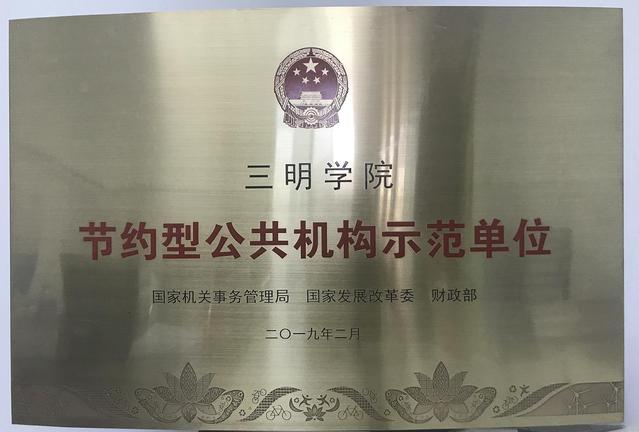 三明学院
节约型公共机构示范单位
国家机关事务管理局 国家发展改革委 财政部
二〇一九年二月